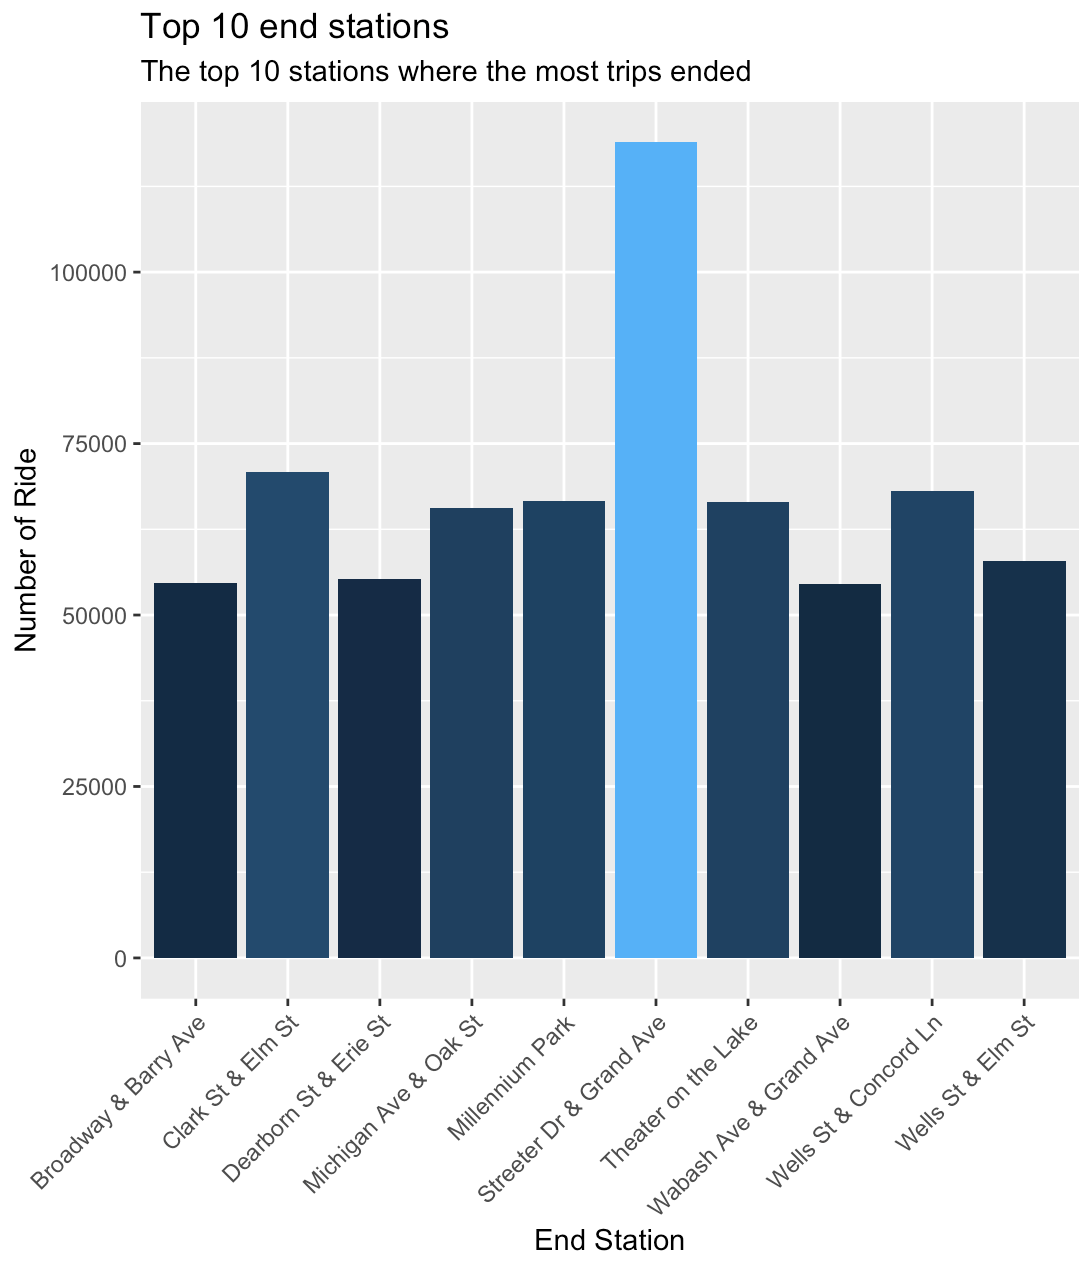 Top 10 end stations
The top 10 stations where the most trips ended
Number of Ride
100000
75000
50000
25000
0
Broadway & Barry Ave
Clark St & Elm St
Dearborn St & Erie St
Michigan Ave & Oak St
Millennium Park
Streeter Dr & Grand Ave
Theater on the Lake
Wabash Ave & Grand Ave
Wells St & Concord Ln
Wells St & Elm St
End Station